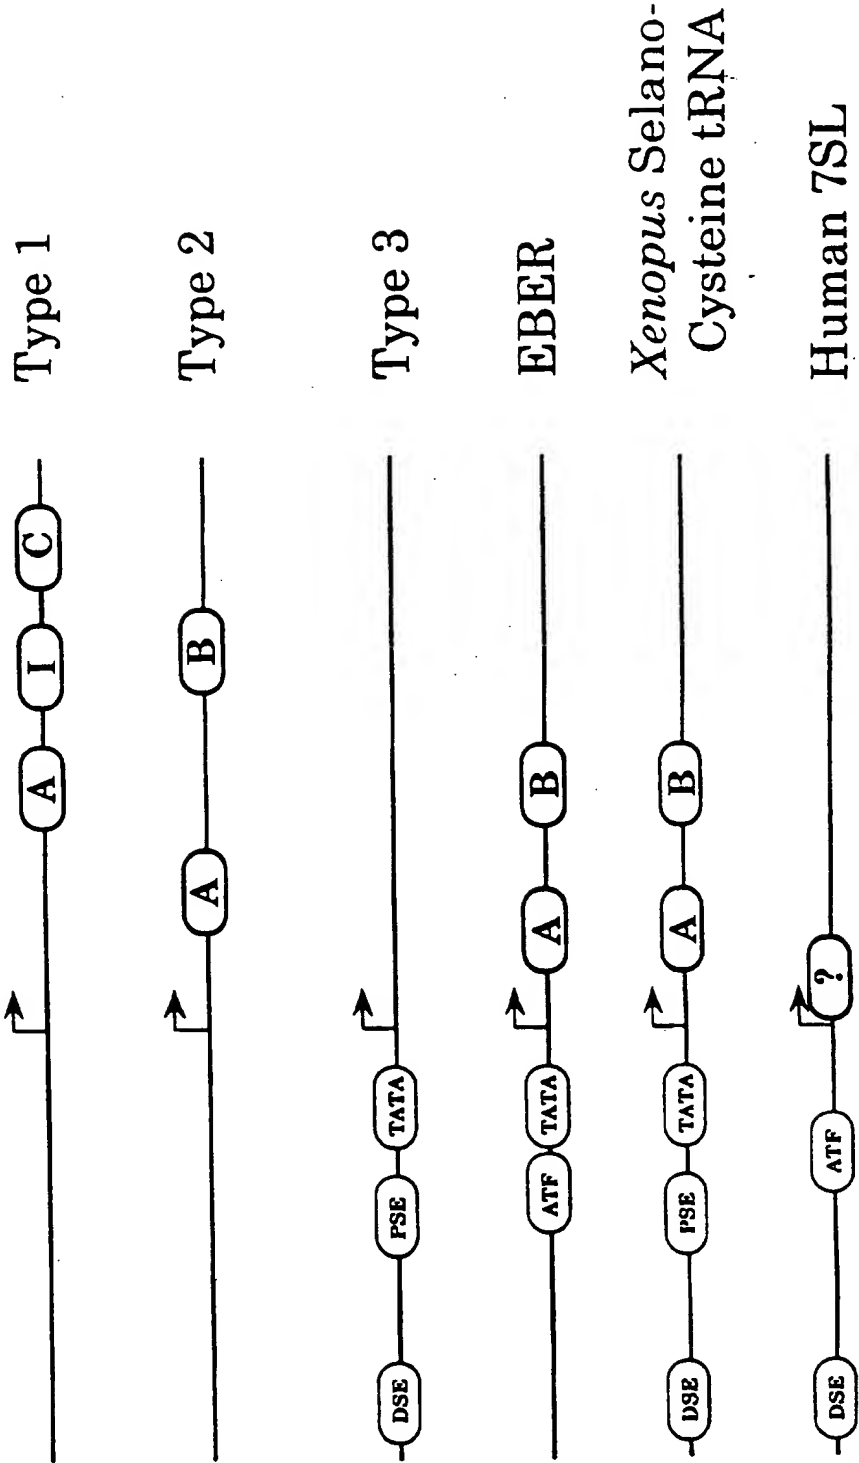 A I C Type 1
A B Type 2
DSE PSE TATA Type 3
ATF TATA A B EBER
DSE PSE TATA A B Xenopus Selano-
Cysteine tRNA
DSE ATF ? Human 7SL